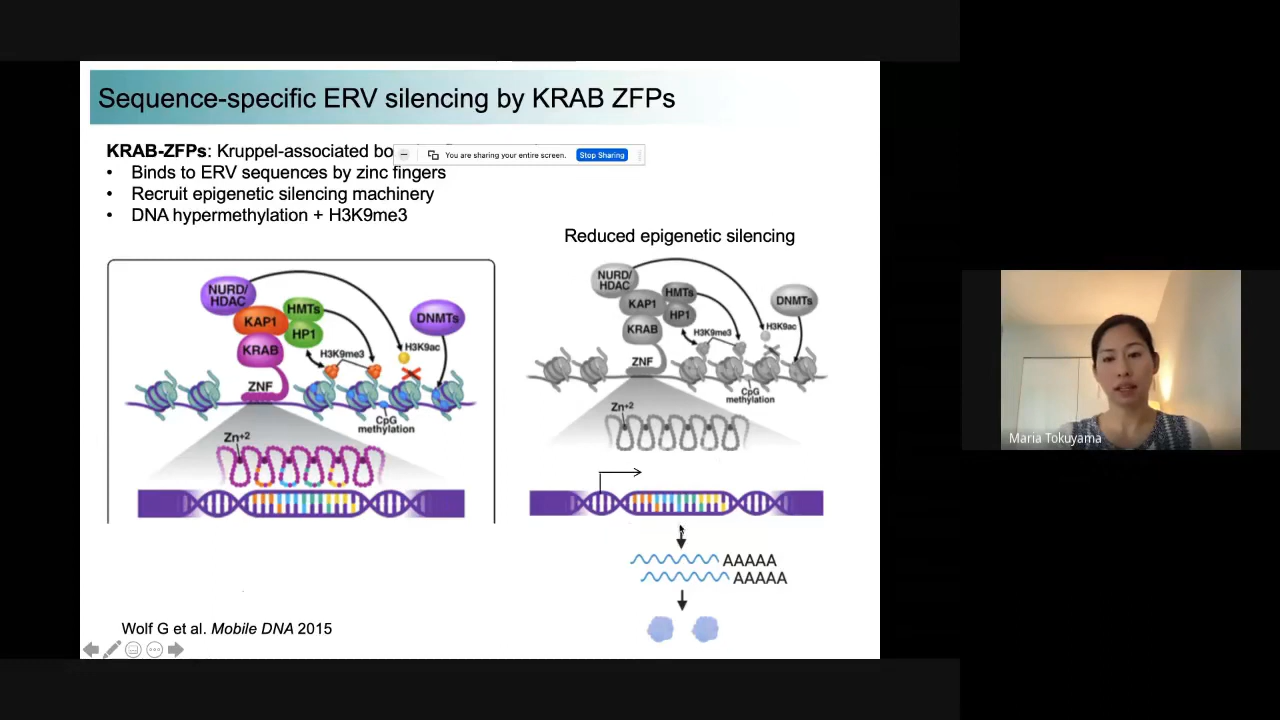 Sequence-specific ERV silencing by KRAB ZFPs
KRAB-ZFPs: Kruppel-associated
You are sharing your entire screen. Stop Sharing
• Binds to ERV sequences by zinc fingers
• Recruit epigenetic silencing machinery
• DNA hypermethylation + H3K9me3
Reduced epigenetic silencing
NURD/
HDAC
HMTs
KAP1
HP1
DNMTs
KRAB
H3K9me3
H3K9ac
ZNF
CpG
methylation
Zn+2
NURD/
HDAC
HMTs
KAP1
HP1
DNMTs
KRAB
H3K9me3
H3K9ac
ZNF
CpG
methylation
Zn+2
AAAAA
AAAAA
Wolf G et al. Mobile DNA 2015
Maria Tokuyama